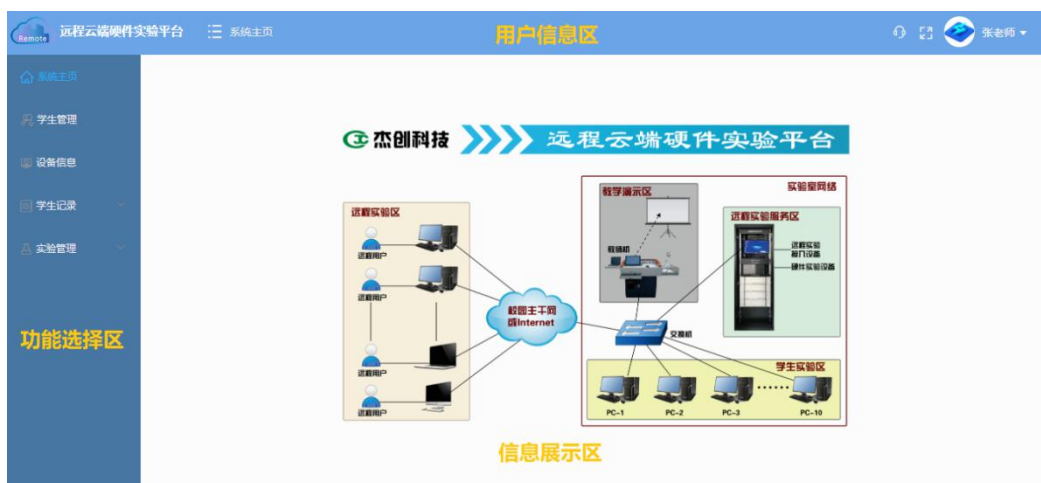 Remote
远程云端硬件实验平台
系统主页
用户信息区
张老师
系统主页
学生管理
设备信息
学生记录
实验管理
功能选择区
杰创科技
远程云端硬件实验平台
远程实验区
远程用户
远程用户
远程用户
远程用户
校园主干网
或Internet
实验室网络
教学演示区
教师机
远程实验服务区
远程实验
接入设备
硬件实验设备
交换机
学生实验区
PC-1
PC-2
PC-3
PC-10
信息展示区